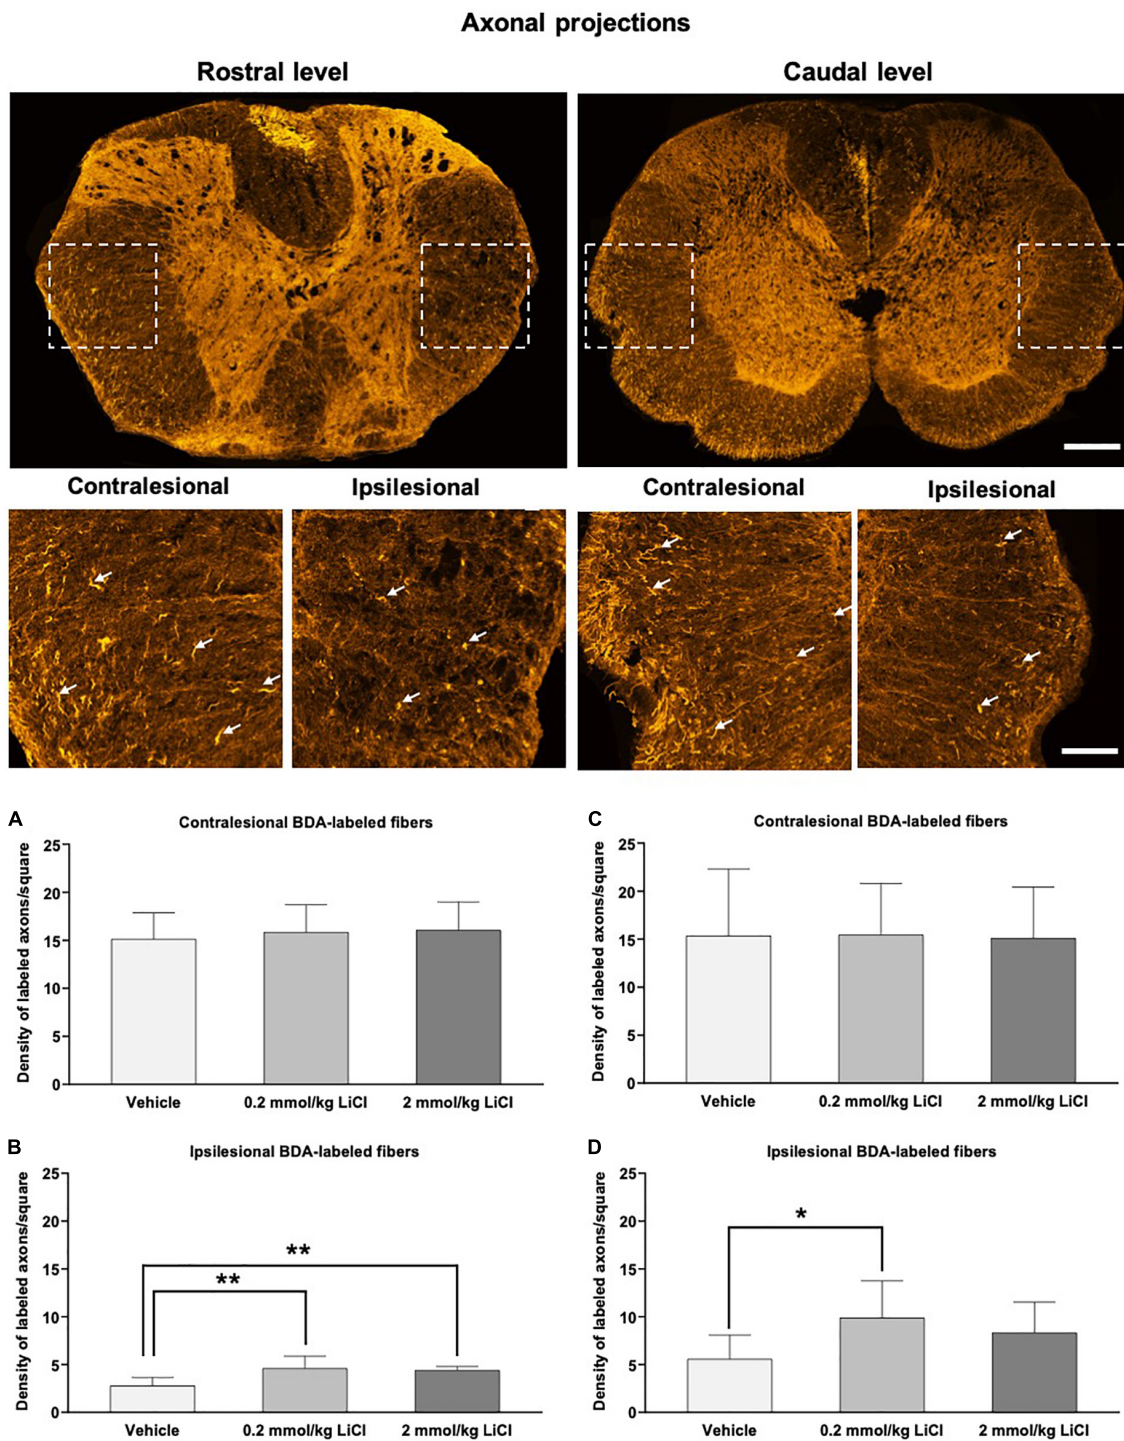 Axonal projections
Rostral level
Caudal level
Contralesional
Ipsilesional
Contralesional
Ipsilesional
A
Contralesional BDA-labeled fibers
Density of labeled axons/square
25
20
15
10
5
0
Vehicle
0.2 mmol/kg LiCl
2 mmol/kg LiCl
C
Contralesional BDA-labeled fibers
Density of labeled axons/square
25
20
15
10
5
0
Vehicle
0.2 mmol/kg LiCl
2 mmol/kg LiCl
B
Ipsilesional BDA-labeled fibers
Density of labeled axons/square
25
20
15
10
5
0
**
**
Vehicle
0.2 mmol/kg LiCl
2 mmol/kg LiCl
D
Ipsilesional BDA-labeled fibers
Density of labeled axons/square
25
20
15
10
5
0
*
Vehicle
0.2 mmol/kg LiCl
2 mmol/kg LiCl